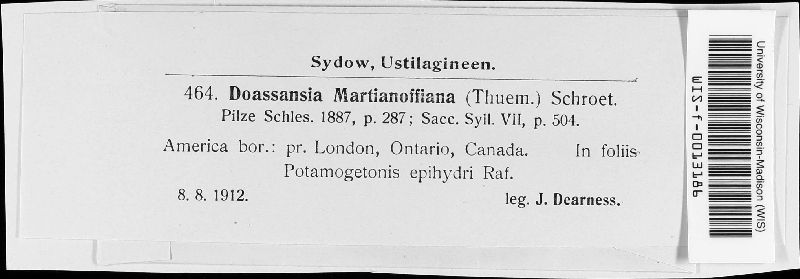 Sydow, Ustilagineen.
464. Doassansia Martianoffiana (Thuem.) Schroet.
Pilze Schles. 1887, p. 287; Sacc. Syll. VII, p. 504.
America bor.: pr. London, Ontario, Canada. In foliis
Potamogetonis epihydri Raf.
8. 8. 1912. leg. J. Dearness.
University of Wisconsin-Madison (WIS)
WIS-f-0013186